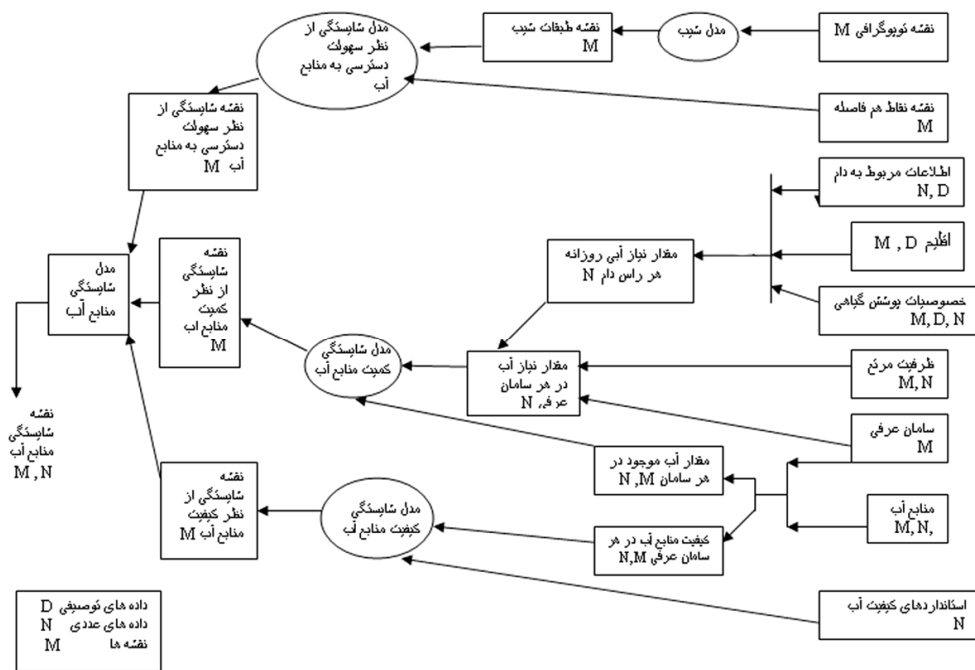 نقشه توپوگرافی M
مدل شیب
نقشه طبقات شیب
M
مدل شایستگی از
نظر سهولت
دسترسی به منابع
آب
نقشه نقاط هم فاصله
M
نقشه شایستگی از
نظر سهولت
دسترسی به منابع
آب M
اطلاعات مربوط به دام
N, D
اقلیم M , D
خصوصیات پوشش گیاهی
M, D, N
مقدار نیاز آبی روزانه
هر راس دام N
ظرفیت مرتع
M, N
مقدار نیاز آب
در هر سامان
عرفی N
مدل شایستگی
کمیت منابع آب
نقشه
شایستگی
از نظر
کمیت
منابع اب
M
مدل
شایستگی
منابع آب
نقشه
شایستگی
منابع آب
M , N
سامان عرفی
M
منابع آب
M, N,
مقدار آب موجود در
هر سامان N, M
کیفیت منابع آب در هر
سامان عرفی N,M
مدل شایستگی
کیفیت منابع آب
نقشه
شایستگی از
نظر کیفیت
منابع آب M
استانداردهای کیفیت آب
N
داده های توصیفی D
داده های عددی N
نقشه ها M